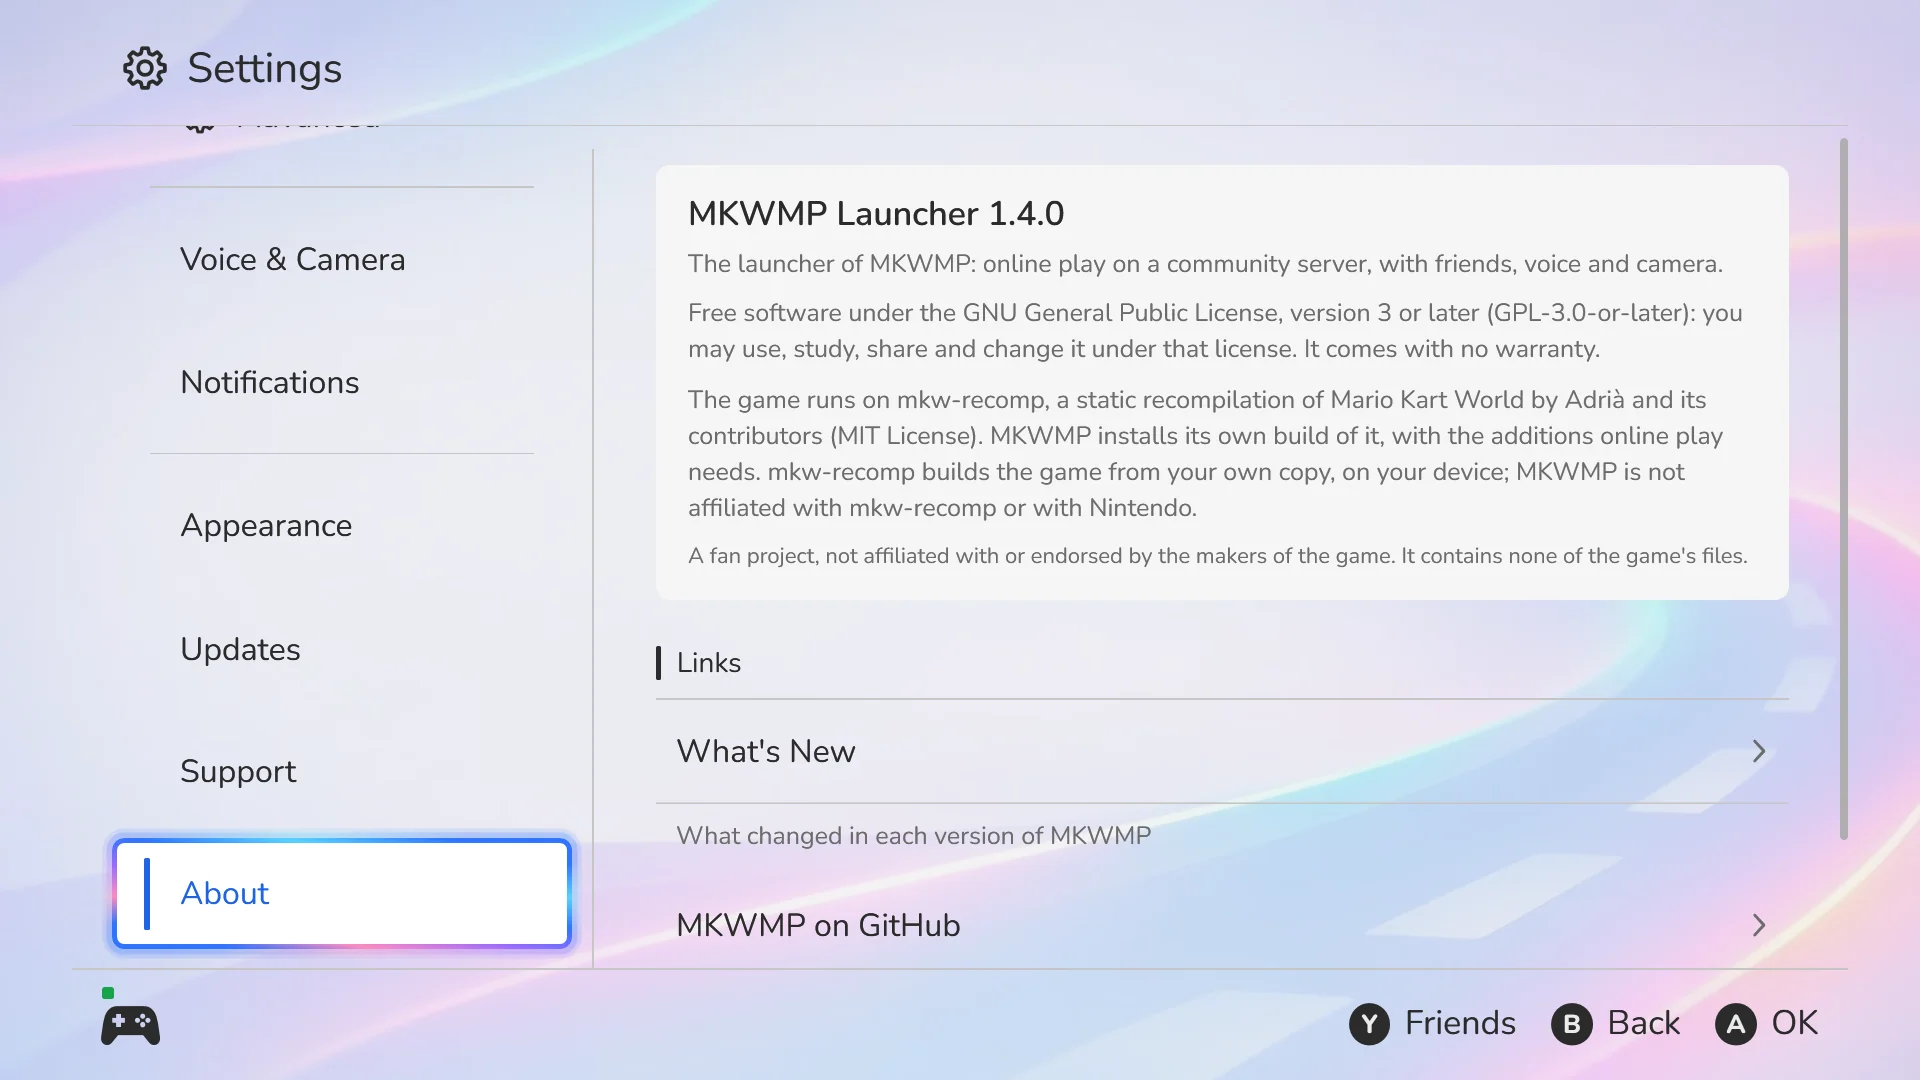 Settings
Voice & Camera
Notifications
Appearance
Updates
Support
About
MKWMP Launcher 1.4.0
The launcher of MKWMP: online play on a community server, with friends, voice and camera.
Free software under the GNU General Public License, version 3 or later (GPL-3.0-or-later): you
may use, study, share and change it under that license. It comes with no warranty.
The game runs on mkw-recomp, a static recompilation of Mario Kart World by Adrià and its
contributors (MIT License). MKWMP installs its own build of it, with the additions online play
needs. mkw-recomp builds the game from your own copy, on your device; MKWMP is not
affiliated with mkw-recomp or with Nintendo.
A fan project, not affiliated with or endorsed by the makers of the game. It contains none of the game's files.
Links
What's New
What changed in each version of MKWMP
MKWMP on GitHub
Y Friends B Back A OK